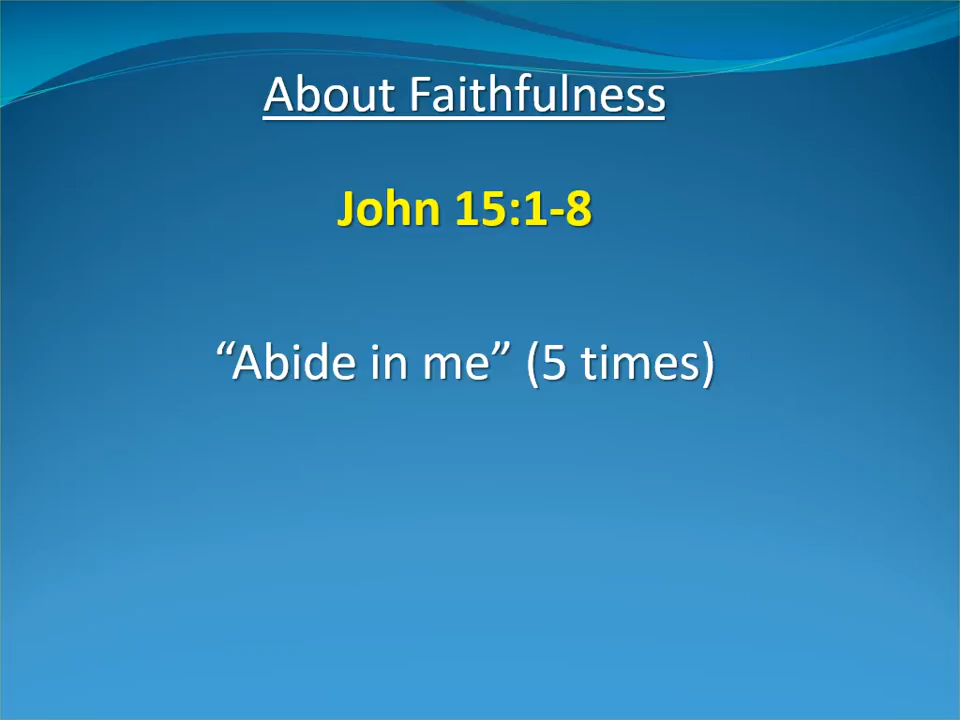 About Faithfulness
John 15:1-8
“Abide in me” (5 times)